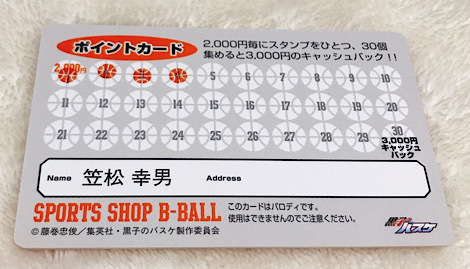 ポイントカード
2,000円毎にスタンプをひとつ、30個
集めると3,000円のキャッシュバック!!
2,000円
5 6 7 8 9 10
11 12 13 14 15 16 17 18 19 20
21 22 23 24 25 26 27 28 29 30
3,000円
キャッシュ
バック
Name 笠松 幸男 Address
SPORTS SHOP B-BALL
このカードはパロディです。
使用はできませんのでご注意ください。
©藤巻忠俊/集英社・黒子のバスケ製作委員会
黒子のバスケ